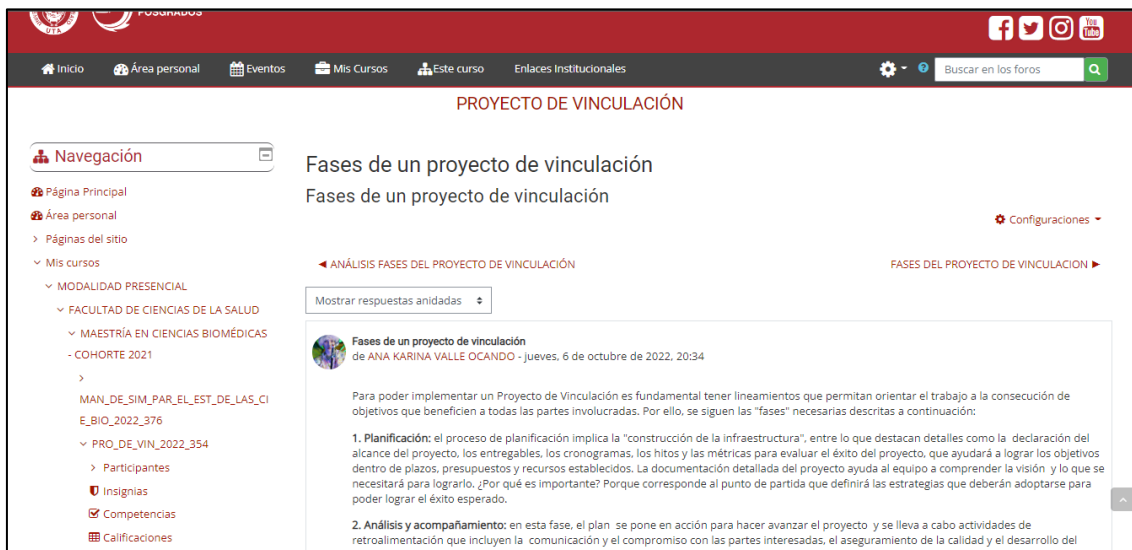 POSGRADOS
UTA
You
Tube
Inicio
Área personal
Eventos
Mis Cursos
Este curso
Enlaces Institucionales
Buscar en los foros
PROYECTO DE VINCULACIÓN
Navegación
Página Principal
Área personal
Páginas del sitio
Mis cursos
MODALIDAD PRESENCIAL
FACULTAD DE CIENCIAS DE LA SALUD
MAESTRÍA EN CIENCIAS BIOMÉDICAS
- COHORTE 2021
MAN_DE_SIM_PAR_EL_EST_DE_LAS_CI
E_BIO_2022_376
PRO_DE_VIN_2022_354
Participantes
Insignias
Competencias
Calificaciones
Fases de un proyecto de vinculación
Fases de un proyecto de vinculación
Configuraciones
◀ ANÁLISIS FASES DEL PROYECTO DE VINCULACIÓN
FASES DEL PROYECTO DE VINCULACION ▶
Mostrar respuestas anidadas
Fases de un proyecto de vinculación
de ANA KARINA VALLE OCANDO - jueves, 6 de octubre de 2022, 20:34
Para poder implementar un Proyecto de Vinculación es fundamental tener lineamientos que permitan orientar el trabajo a la consecución de
objetivos que beneficien a todas las partes involucradas. Por ello, se siguen las "fases" necesarias descritas a continuación:
1. Planificación: el proceso de planificación implica la "construcción de la infraestructura", entre lo que destacan detalles como la declaración del
alcance del proyecto, los entregables, los cronogramas, los hitos y las métricas para evaluar el éxito del proyecto, que ayudará a lograr los objetivos
dentro de plazos, presupuestos y recursos establecidos. La documentación detallada del proyecto ayuda al equipo a comprender la visión y lo que se
necesitará para lograrlo. ¿Por qué es importante? Porque corresponde al punto de partida que definirá las estrategias que deberán adoptarse para
poder lograr el éxito esperado.
2. Análisis y acompañamiento: en esta fase, el plan se pone en acción para hacer avanzar el proyecto y se lleva a cabo actividades de
retroalimentación que incluyen la comunicación y el compromiso con las partes interesadas, el aseguramiento de la calidad y el desarrollo del